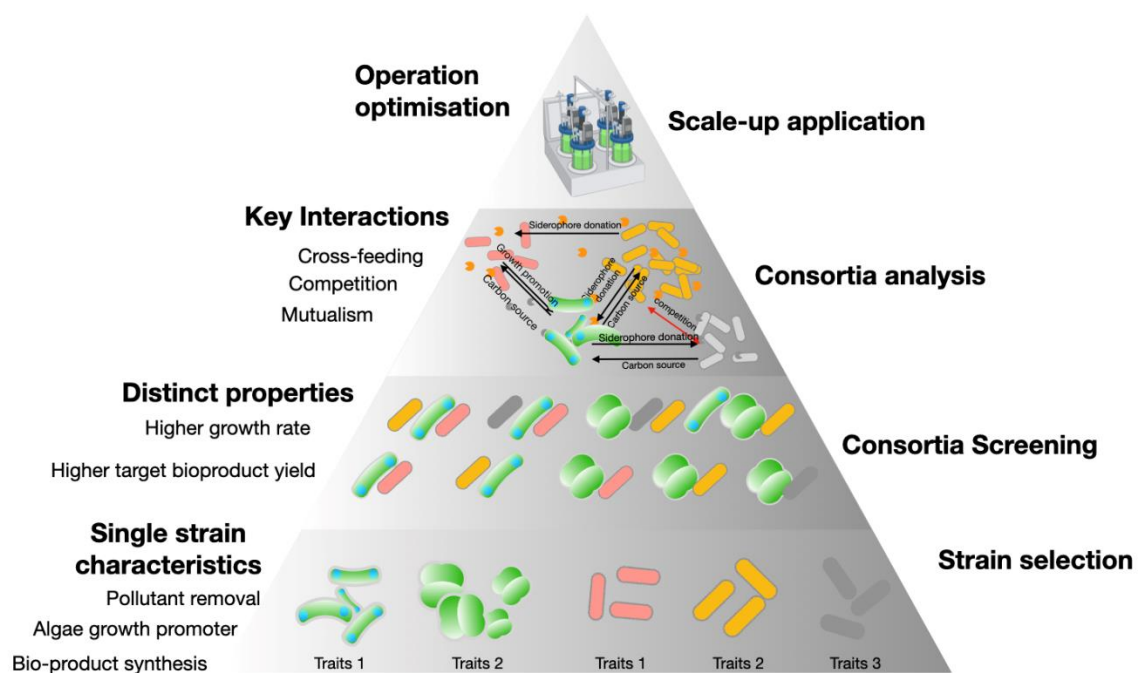 Operation
optimisation
Scale-up application
Key Interactions
Cross-feeding
Competition
Mutualism
Siderophore donation
Growth promotion
Carbon source
Siderophore
donation
Carbon source
competition
Siderophore donation
Carbon source
Consortia analysis
Distinct properties
Higher growth rate
Higher target bioproduct yield
Consortia Screening
Single strain
characteristics
Pollutant removal
Algae growth promoter
Bio-product synthesis
Strain selection
Traits 1
Traits 2
Traits 1
Traits 2
Traits 3